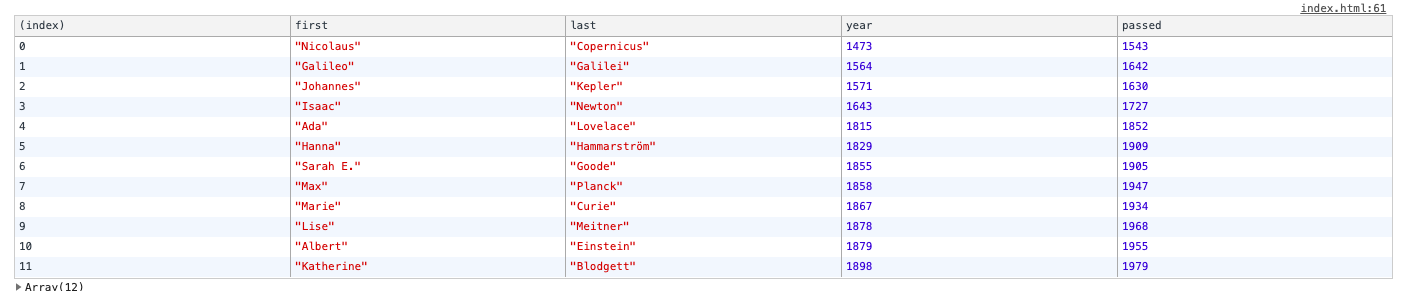 index.html:61
(index) first last year passed
0 "Nicolaus" "Copernicus" 1473 1543
1 "Galileo" "Galilei" 1564 1642
2 "Johannes" "Kepler" 1571 1630
3 "Isaac" "Newton" 1643 1727
4 "Ada" "Lovelace" 1815 1852
5 "Hanna" "Hammarström" 1829 1909
6 "Sarah E." "Goode" 1855 1905
7 "Max" "Planck" 1858 1947
8 "Marie" "Curie" 1867 1934
9 "Lise" "Meitner" 1878 1968
10 "Albert" "Einstein" 1879 1955
11 "Katherine" "Blodgett" 1898 1979
Array(12)